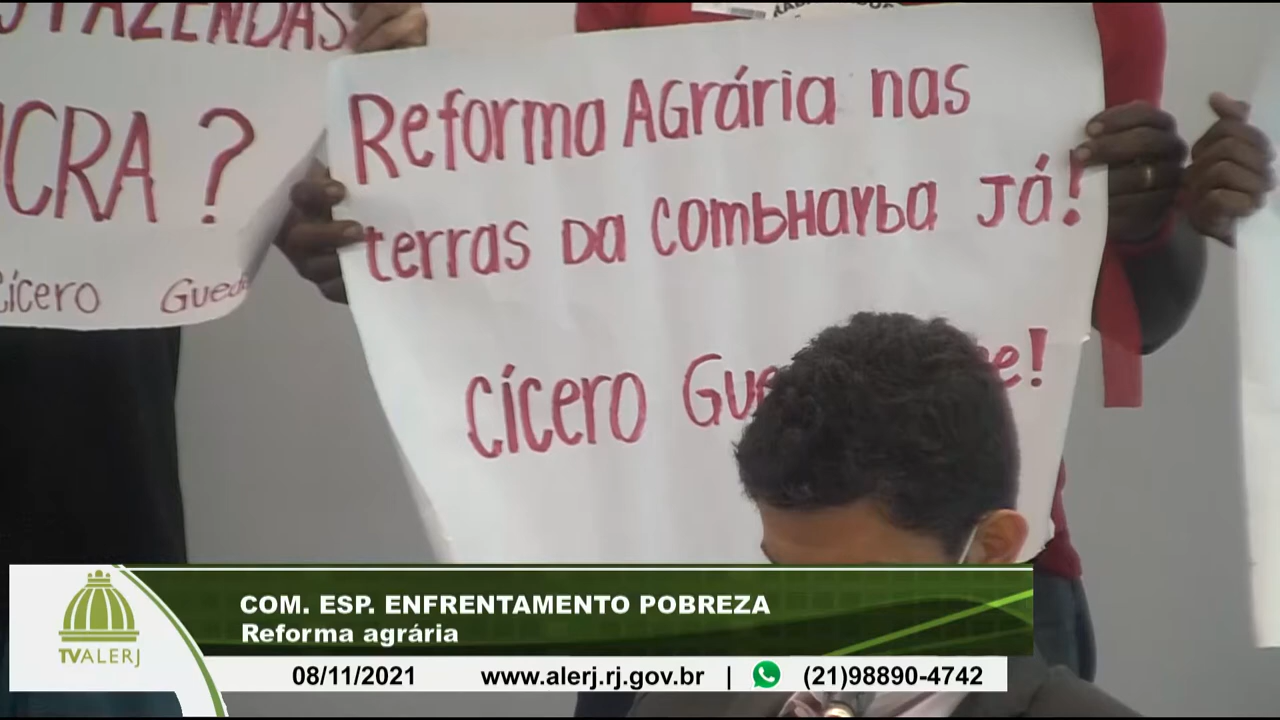 FAZENDAS
CRA ?
Cícero Gued
Reforma Agrária nas
terras da Combhayba Já!
Cícero Gue e!
COM. ESP. ENFRENTAMENTO POBREZA
Reforma agrária
TVALERJ
08/11/2021 www.alerj.rj.gov.br | (21)98890-4742